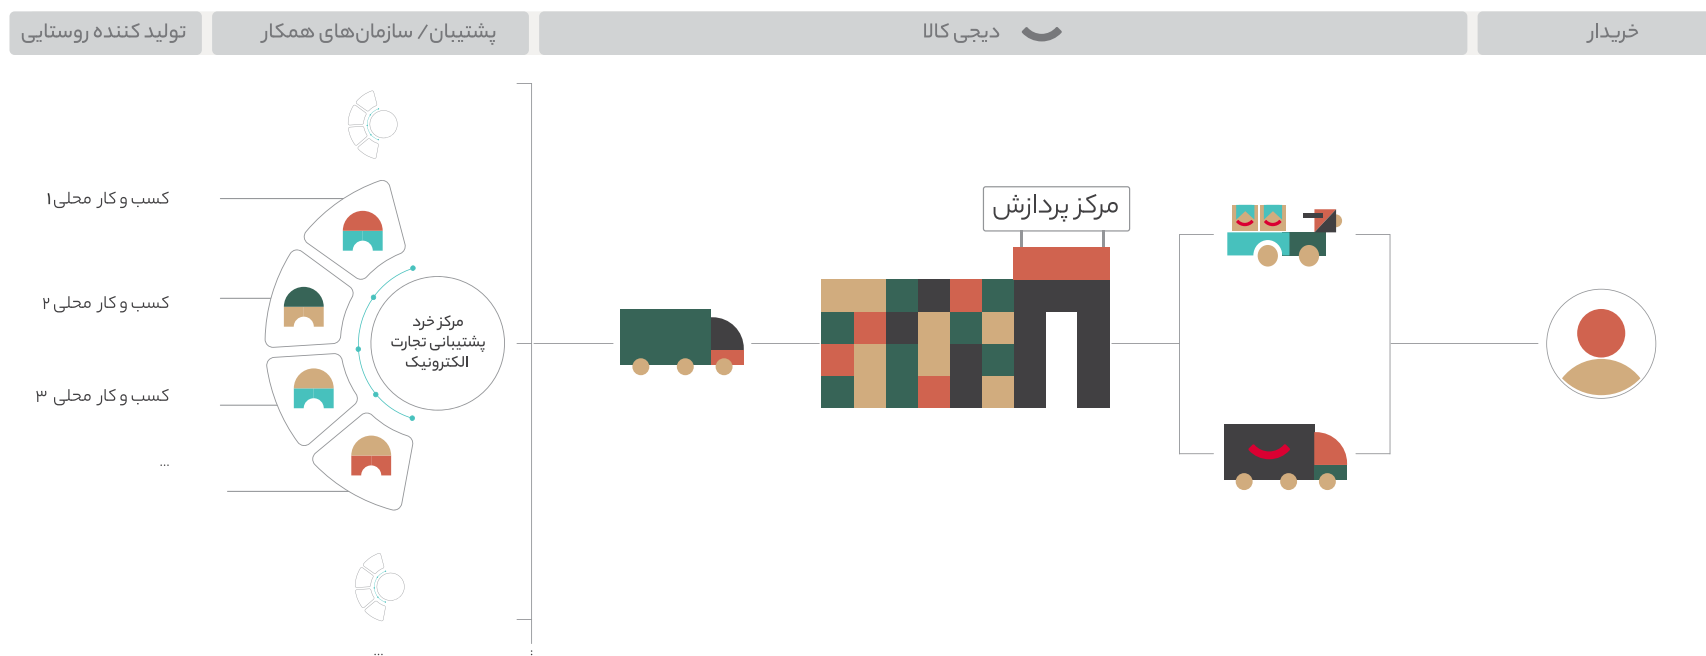 خریدار
دیجی کالا
پشتیبان/ سازمان‌های همکار
تولید کننده روستایی
مرکز پردازش
مرکز خرد
پشتیبانی تجارت
الکترونیک
کسب و کار محلی ۱
کسب و کار محلی ۲
کسب و کار محلی ۳
...
...